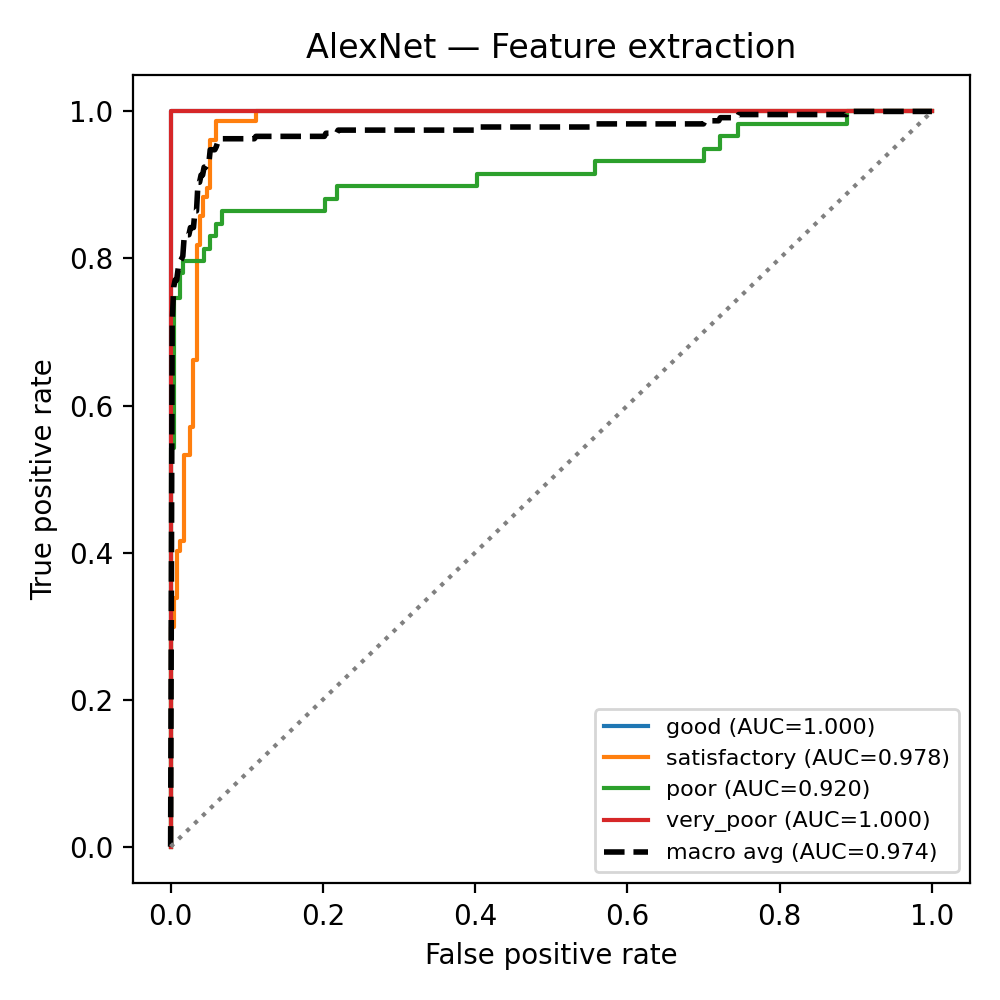 AlexNet — Feature extraction
1.0
0.8
0.6
0.4
0.2
0.0
True positive rate
good (AUC=1.000)
satisfactory (AUC=0.978)
poor (AUC=0.920)
very_poor (AUC=1.000)
macro avg (AUC=0.974)
0.0 0.2 0.4 0.6 0.8 1.0
False positive rate